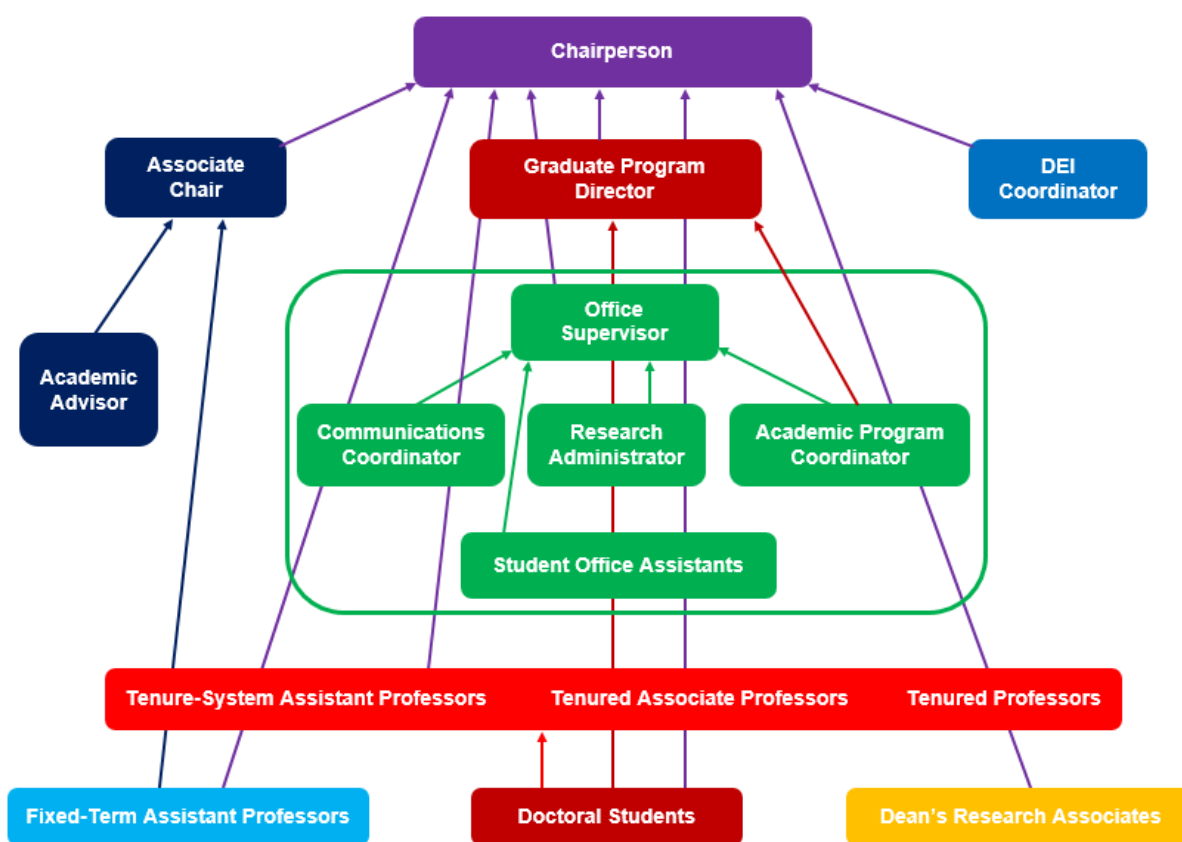 Chairperson
Associate
Chair
Graduate Program
Director
DEI
Coordinator
Office
Supervisor
Academic
Advisor
Communications
Coordinator
Research
Administrator
Academic Program
Coordinator
Student Office Assistants
Tenure-System Assistant Professors
Tenured Associate Professors
Tenured Professors
Fixed-Term Assistant Professors
Doctoral Students
Dean's Research Associates